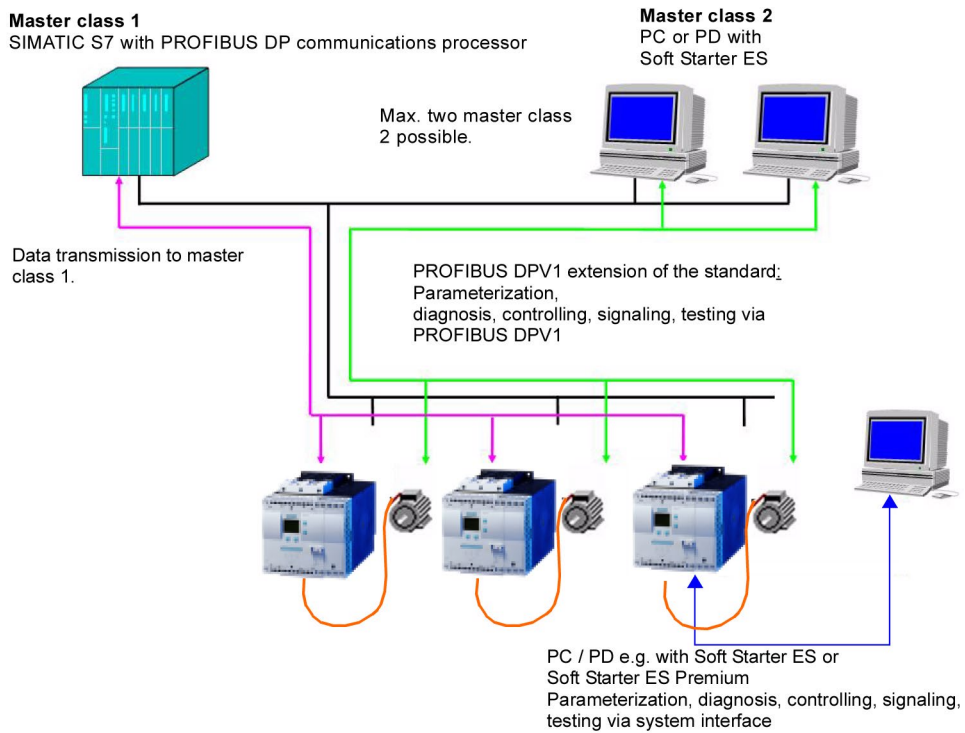 Master class 1
SIMATIC S7 with PROFIBUS DP communications processor
Master class 2
PC or PD with
Soft Starter ES
Max. two master class
2 possible.
Data transmission to master
class 1.
PROFIBUS DPV1 extension of the standard:
Parameterization,
diagnosis, controlling, signaling, testing via
PROFIBUS DPV1
PC / PD e.g. with Soft Starter ES or
Soft Starter ES Premium
Parameterization, diagnosis, controlling, signaling,
testing via system interface